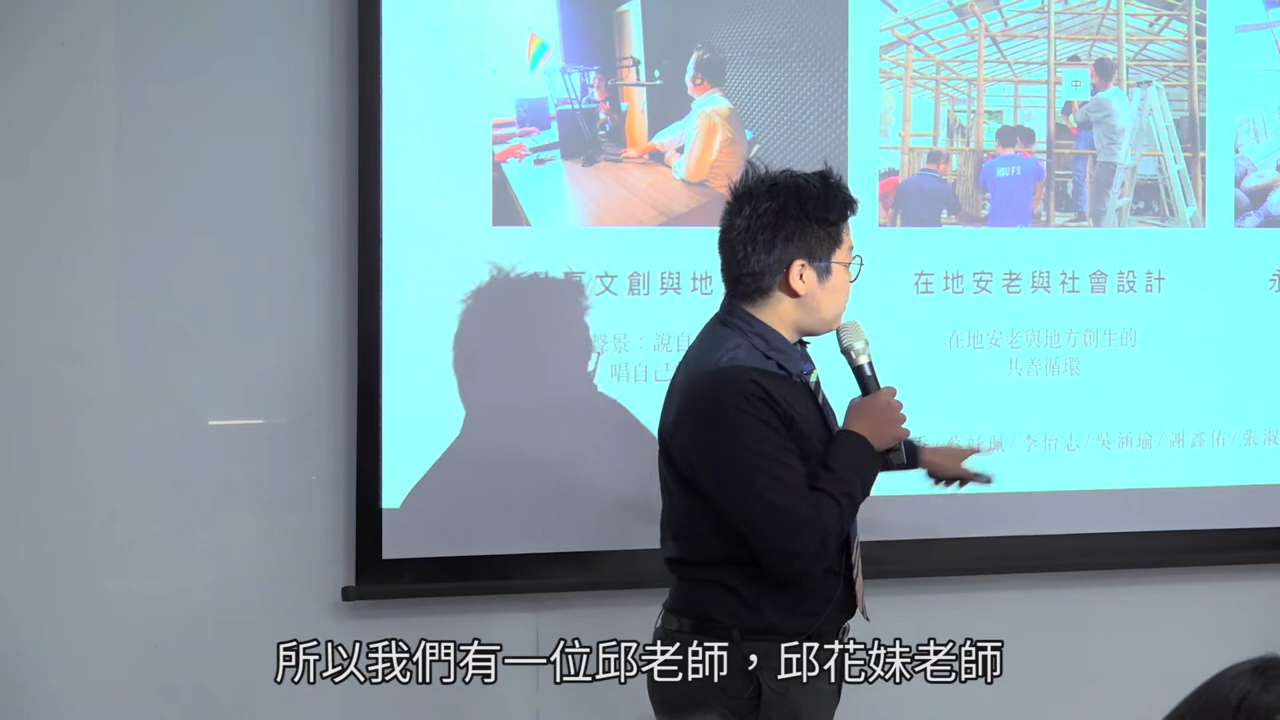 中
HSU F S
文創與地
在地安老與社會設計
聲景：說自
唱自己
在地安老與地方創生的
共善循環
李怡志/吳涵瑜/謝鑫佑/張淑
所以我們有一位邱老師，邱花妹老師